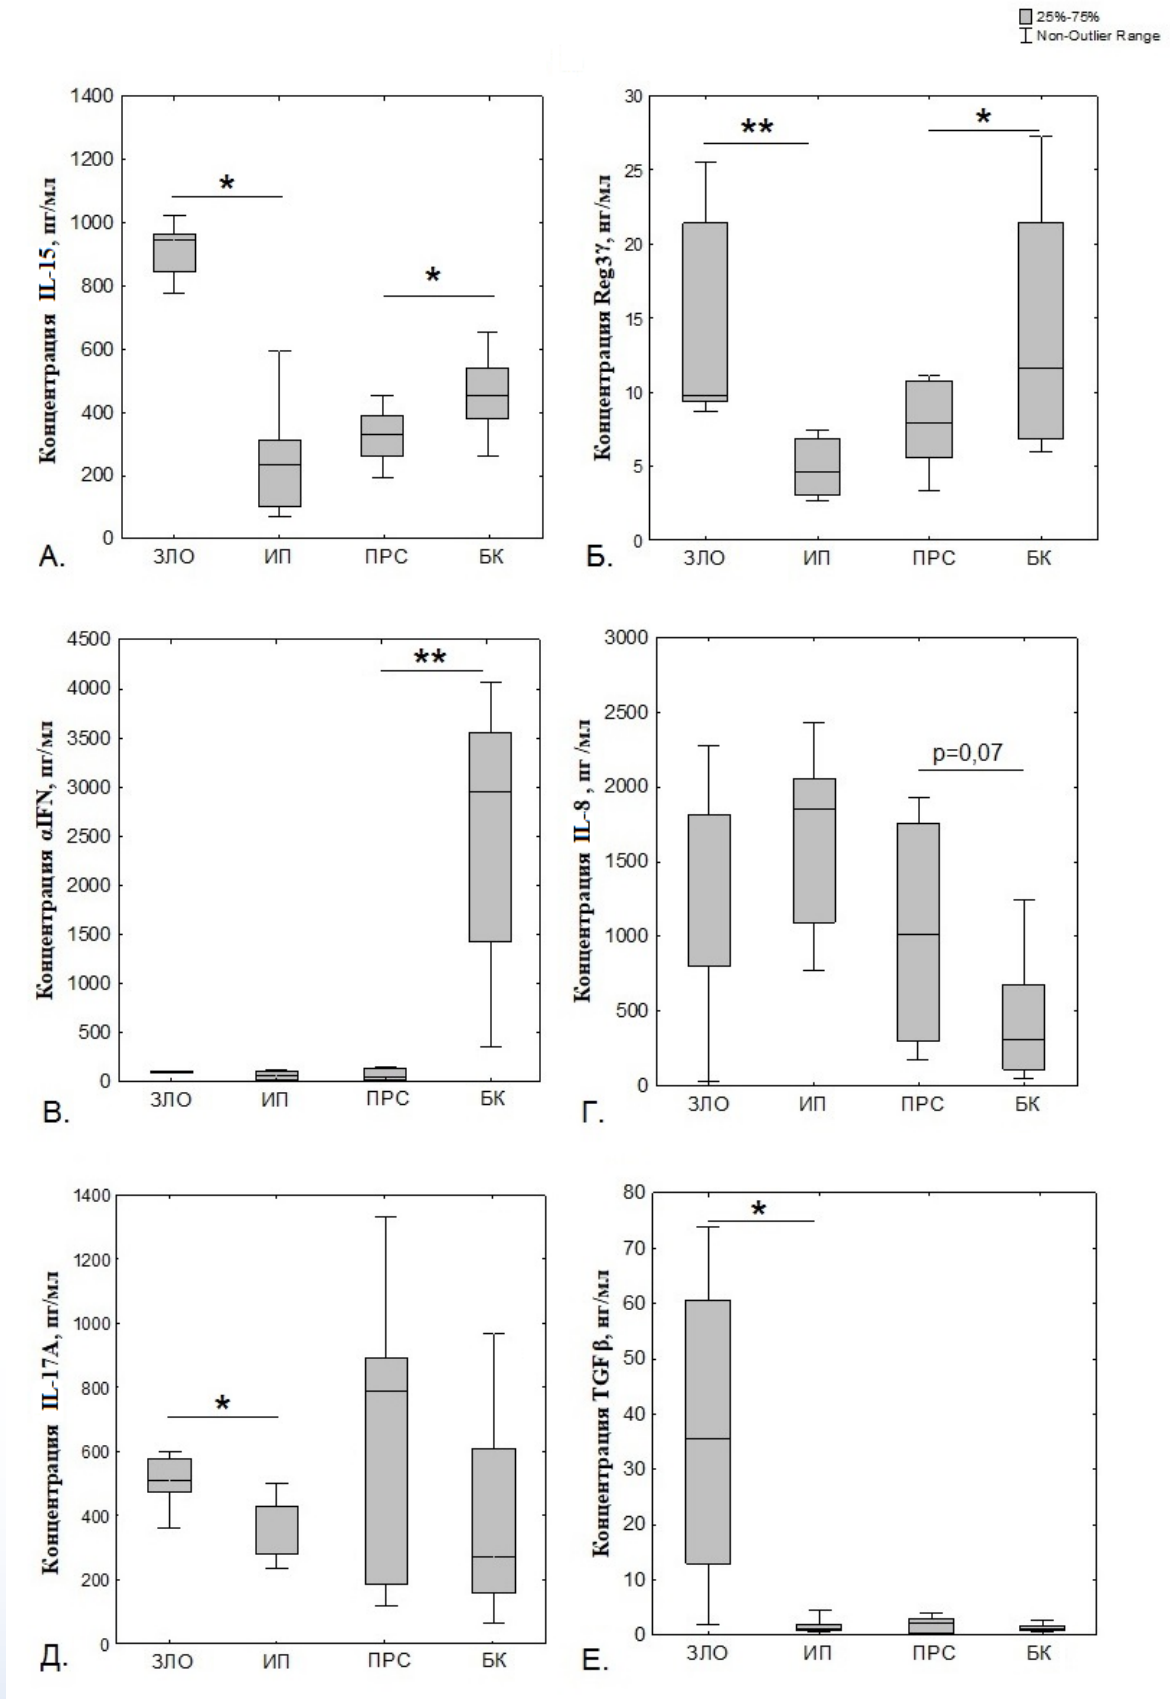 25%-75%
Non-Outlier Range
Концентрация IL-15, пг/мл
1400
1200
1000
800
600
400
200
0
*
*
ЗЛО ИП ПРС БК
А.
Концентрация Reg3γ, нг/мл
30
25
20
15
10
5
0
**
*
ЗЛО ИП ПРС БК
Б.
Концентрация αIFN, пг/мл
4500
4000
3500
3000
2500
2000
1500
1000
500
0
**
ЗЛО ИП ПРС БК
В.
Концентрация IL-8 , пг /мл
3000
2500
2000
1500
1000
500
0
p=0,07
ЗЛО ИП ПРС БК
Г.
Концентрация IL-17A, пг/мл
1400
1200
1000
800
600
400
200
0
*
ЗЛО ИП ПРС БК
Д.
Концентрация TGFβ, нг/мл
80
70
60
50
40
30
20
10
0
*
ЗЛО ИП ПРС БК
Е.